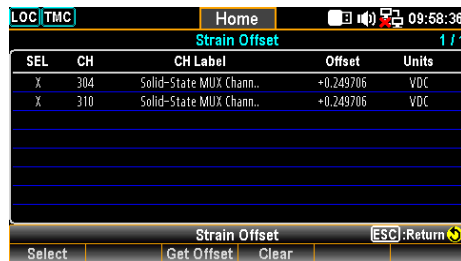 LOC TMC Home 09:58:36
Strain Offset 1 / 1
SEL CH CH Label Offset Units
X 304 Solid-State MUX Chann.. +0.249706 VDC
X 310 Solid-State MUX Chann.. +0.249706 VDC
Strain Offset ESC:Return
Select Get Offset Clear